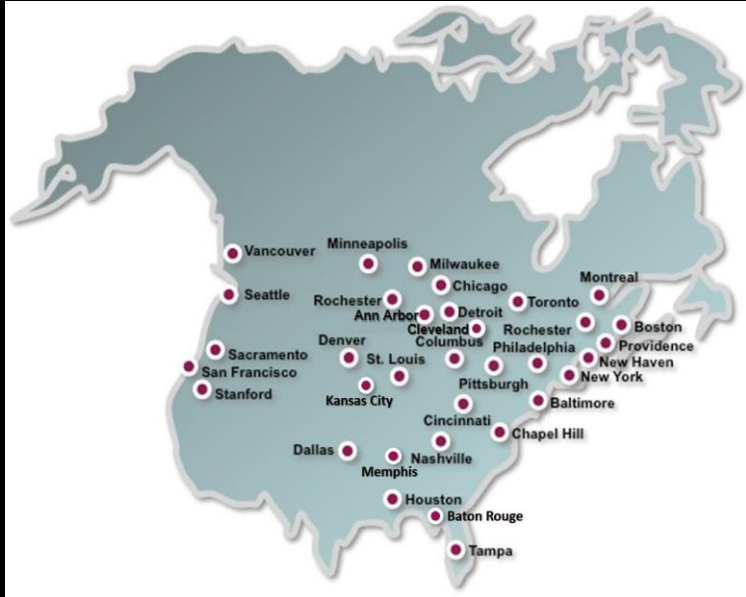 Minneapolis
Vancouver
Milwaukee
Montreal
Chicago
Seattle
Rochester
Toronto
Ann Arbor
Detroit
Cleveland
Rochester
Boston
Denver
Columbus
Philadelphia
Providence
Sacramento
St. Louis
New Haven
San Francisco
Pittsburgh
New York
Stanford
Kansas City
Baltimore
Cincinnati
Chapel Hill
Dallas
Nashville
Memphis
Houston
Baton Rouge
Tampa